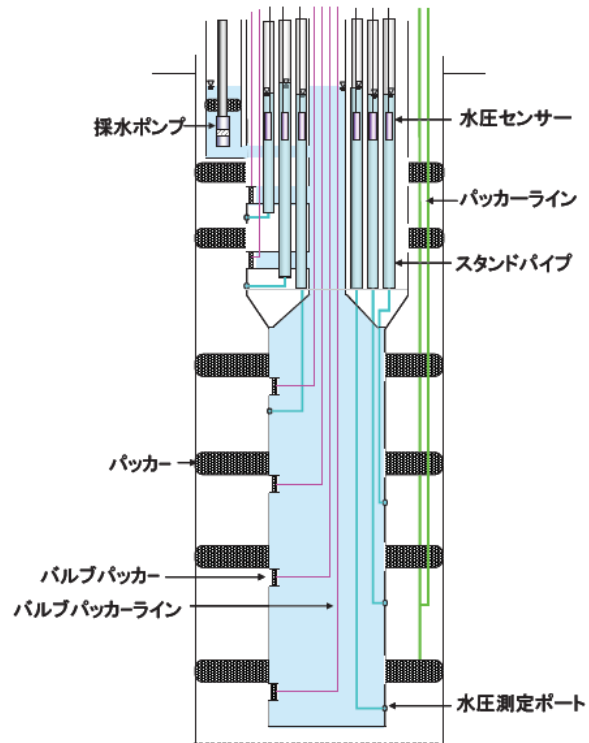 採水ポンプ
水圧センサー
パッカーライン
スタンドパイプ
パッカー
バルブパッカー
バルブパッカーライン
水圧測定ポート